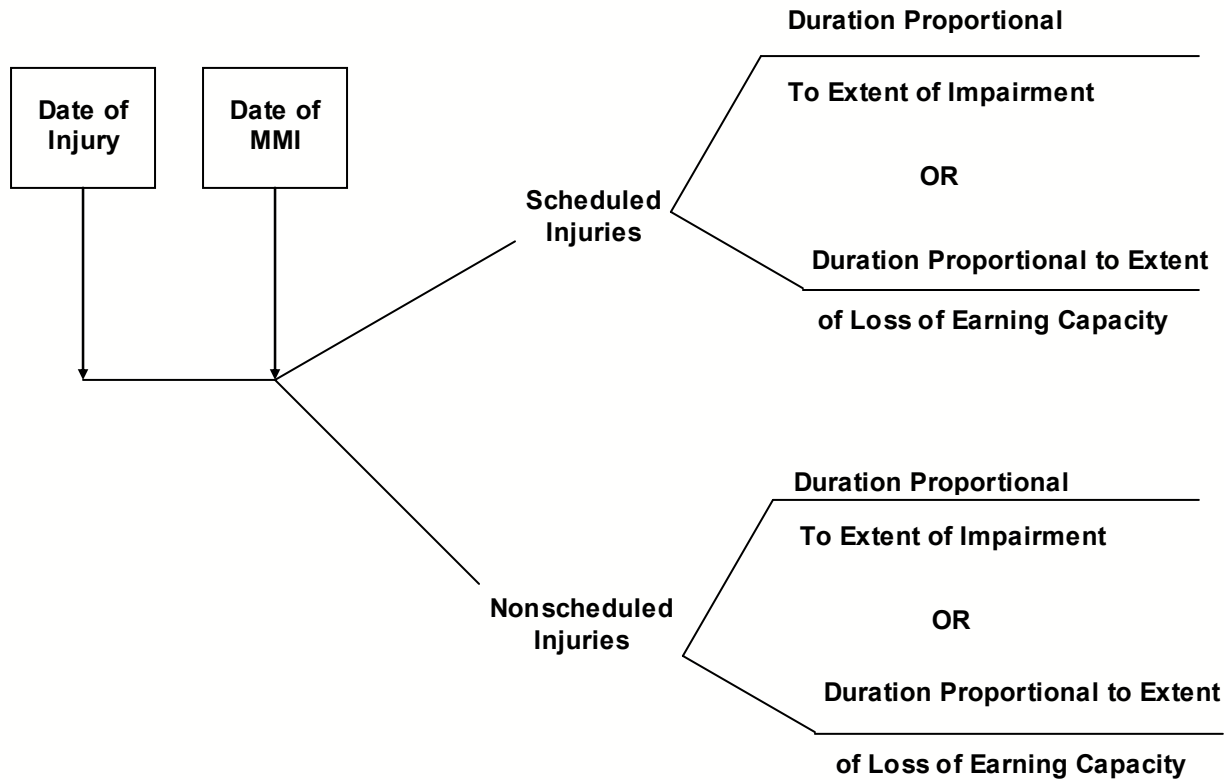 Date of
Injury
Date of
MMI
Scheduled
Injuries
Duration Proportional
To Extent of Impairment
OR
Duration Proportional to Extent
of Loss of Earning Capacity
Nonscheduled
Injuries
Duration Proportional
To Extent of Impairment
OR
Duration Proportional to Extent
of Loss of Earning Capacity